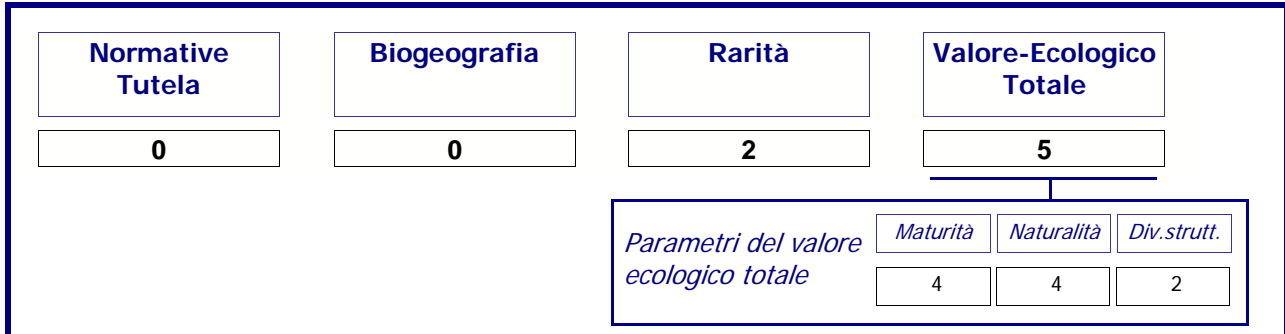 Normative
Tutela
Biogeografia
Rarità
Valore-Ecologico
Totale
0
0
2
5
Parametri del valore
ecologico totale
Maturità
Naturalità
Div.strutt.
4
4
2